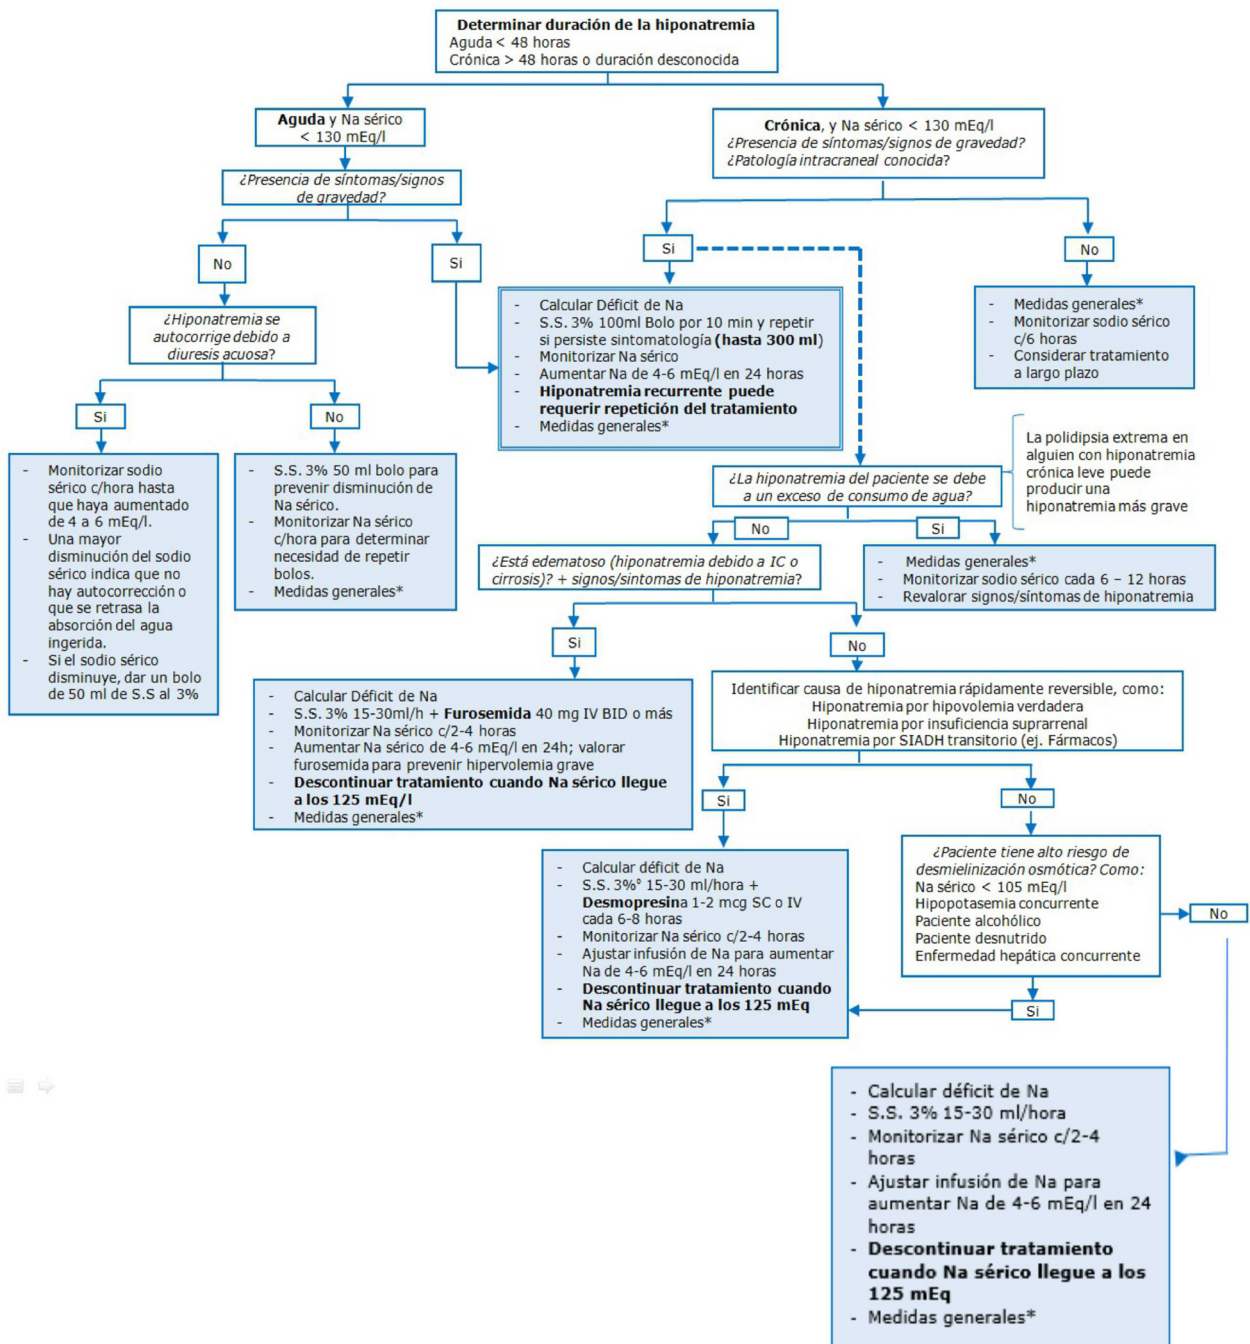 Determinar duración de la hiponatremia
Aguda < 48 horas
Crónica > 48 horas o duración desconocida
Aguda y Na sérico
< 130 mEq/l
Crónica, y Na sérico < 130 mEq/l
¿Presencia de síntomas/signos de gravedad?
¿Patología intracraneal conocida?
¿Presencia de síntomas/signos
de gravedad?
No
Si
Si
No
¿Hiponatremia se
autocorrige debido a
diuresis acuosa?
- Calcular Déficit de Na
- S.S. 3% 100ml Bolo por 10 min y repetir
si persiste sintomatología (hasta 300 ml)
- Monitorizar Na sérico
- Aumentar Na de 4-6 mEq/l en 24 horas
- Hiponatremia recurrente puede
requerir repetición del tratamiento
- Medidas generales*
- Medidas generales*
- Monitorizar sodio sérico
c/6 horas
- Considerar tratamiento
a largo plazo
Si
No
- Monitorizar sodio
sérico c/hora hasta
que haya aumentado
de 4 a 6 mEq/l.
- Una mayor
disminución del sodio
sérico indica que no
hay autocorrección o
que se retrasa la
absorción del agua
ingerida.
- Si el sodio sérico
disminuye, dar un bolo
de 50 ml de S.S al 3%
- S.S. 3% 50 ml bolo para
prevenir disminución de
Na sérico.
- Monitorizar Na sérico
c/hora para determinar
necesidad de repetir
bolos.
- Medidas generales*
¿La hiponatremia del paciente se debe
a un exceso de consumo de agua?
La polidipsia extrema en
alguien con hiponatremia
crónica leve puede
producir una
hiponatremia más grave
No
Si
¿Está edematoso (hiponatremia debido a IC o
cirrosis)? + signos/síntomas de hiponatremia?
- Medidas generales*
- Monitorizar sodio sérico cada 6 – 12 horas
- Revalorar signos/síntomas de hiponatremia
Si
No
- Calcular Déficit de Na
- S.S. 3% 15-30ml/h + Furosemida 40 mg IV BID o más
- Monitorizar Na sérico c/2-4 horas
- Aumentar Na sérico de 4-6 mEq/l en 24h; valorar
furosemida para prevenir hipervolemia grave
- Descontinuar tratamiento cuando Na sérico llegue
a los 125 mEq/l
- Medidas generales*
Identificar causa de hiponatremia rápidamente reversible, como:
Hiponatremia por hipovolemia verdadera
Hiponatremia por insuficiencia suprarrenal
Hiponatremia por SIADH transitorio (ej. Fármacos)
Si
No
- Calcular déficit de Na
- S.S. 3%° 15-30 ml/hora +
Desmopresina 1-2 mcg SC o IV
cada 6-8 horas
- Monitorizar Na sérico c/2-4 horas
- Ajustar infusión de Na para aumentar
Na de 4-6 mEq/l en 24 horas
- Descontinuar tratamiento cuando
Na sérico llegue a los 125 mEq
- Medidas generales*
¿Paciente tiene alto riesgo de
desmielinización osmótica? Como:
Na sérico < 105 mEq/l
Hipopotasemia concurrente
Paciente alcohólico
Paciente desnutrido
Enfermedad hepática concurrente
No
Si
- Calcular déficit de Na
- S.S. 3% 15-30 ml/hora
- Monitorizar Na sérico c/2-4
horas
- Ajustar infusión de Na para
aumentar Na de 4-6 mEq/l en 24
horas
- Descontinuar tratamiento
cuando Na sérico llegue a los
125 mEq
- Medidas generales*